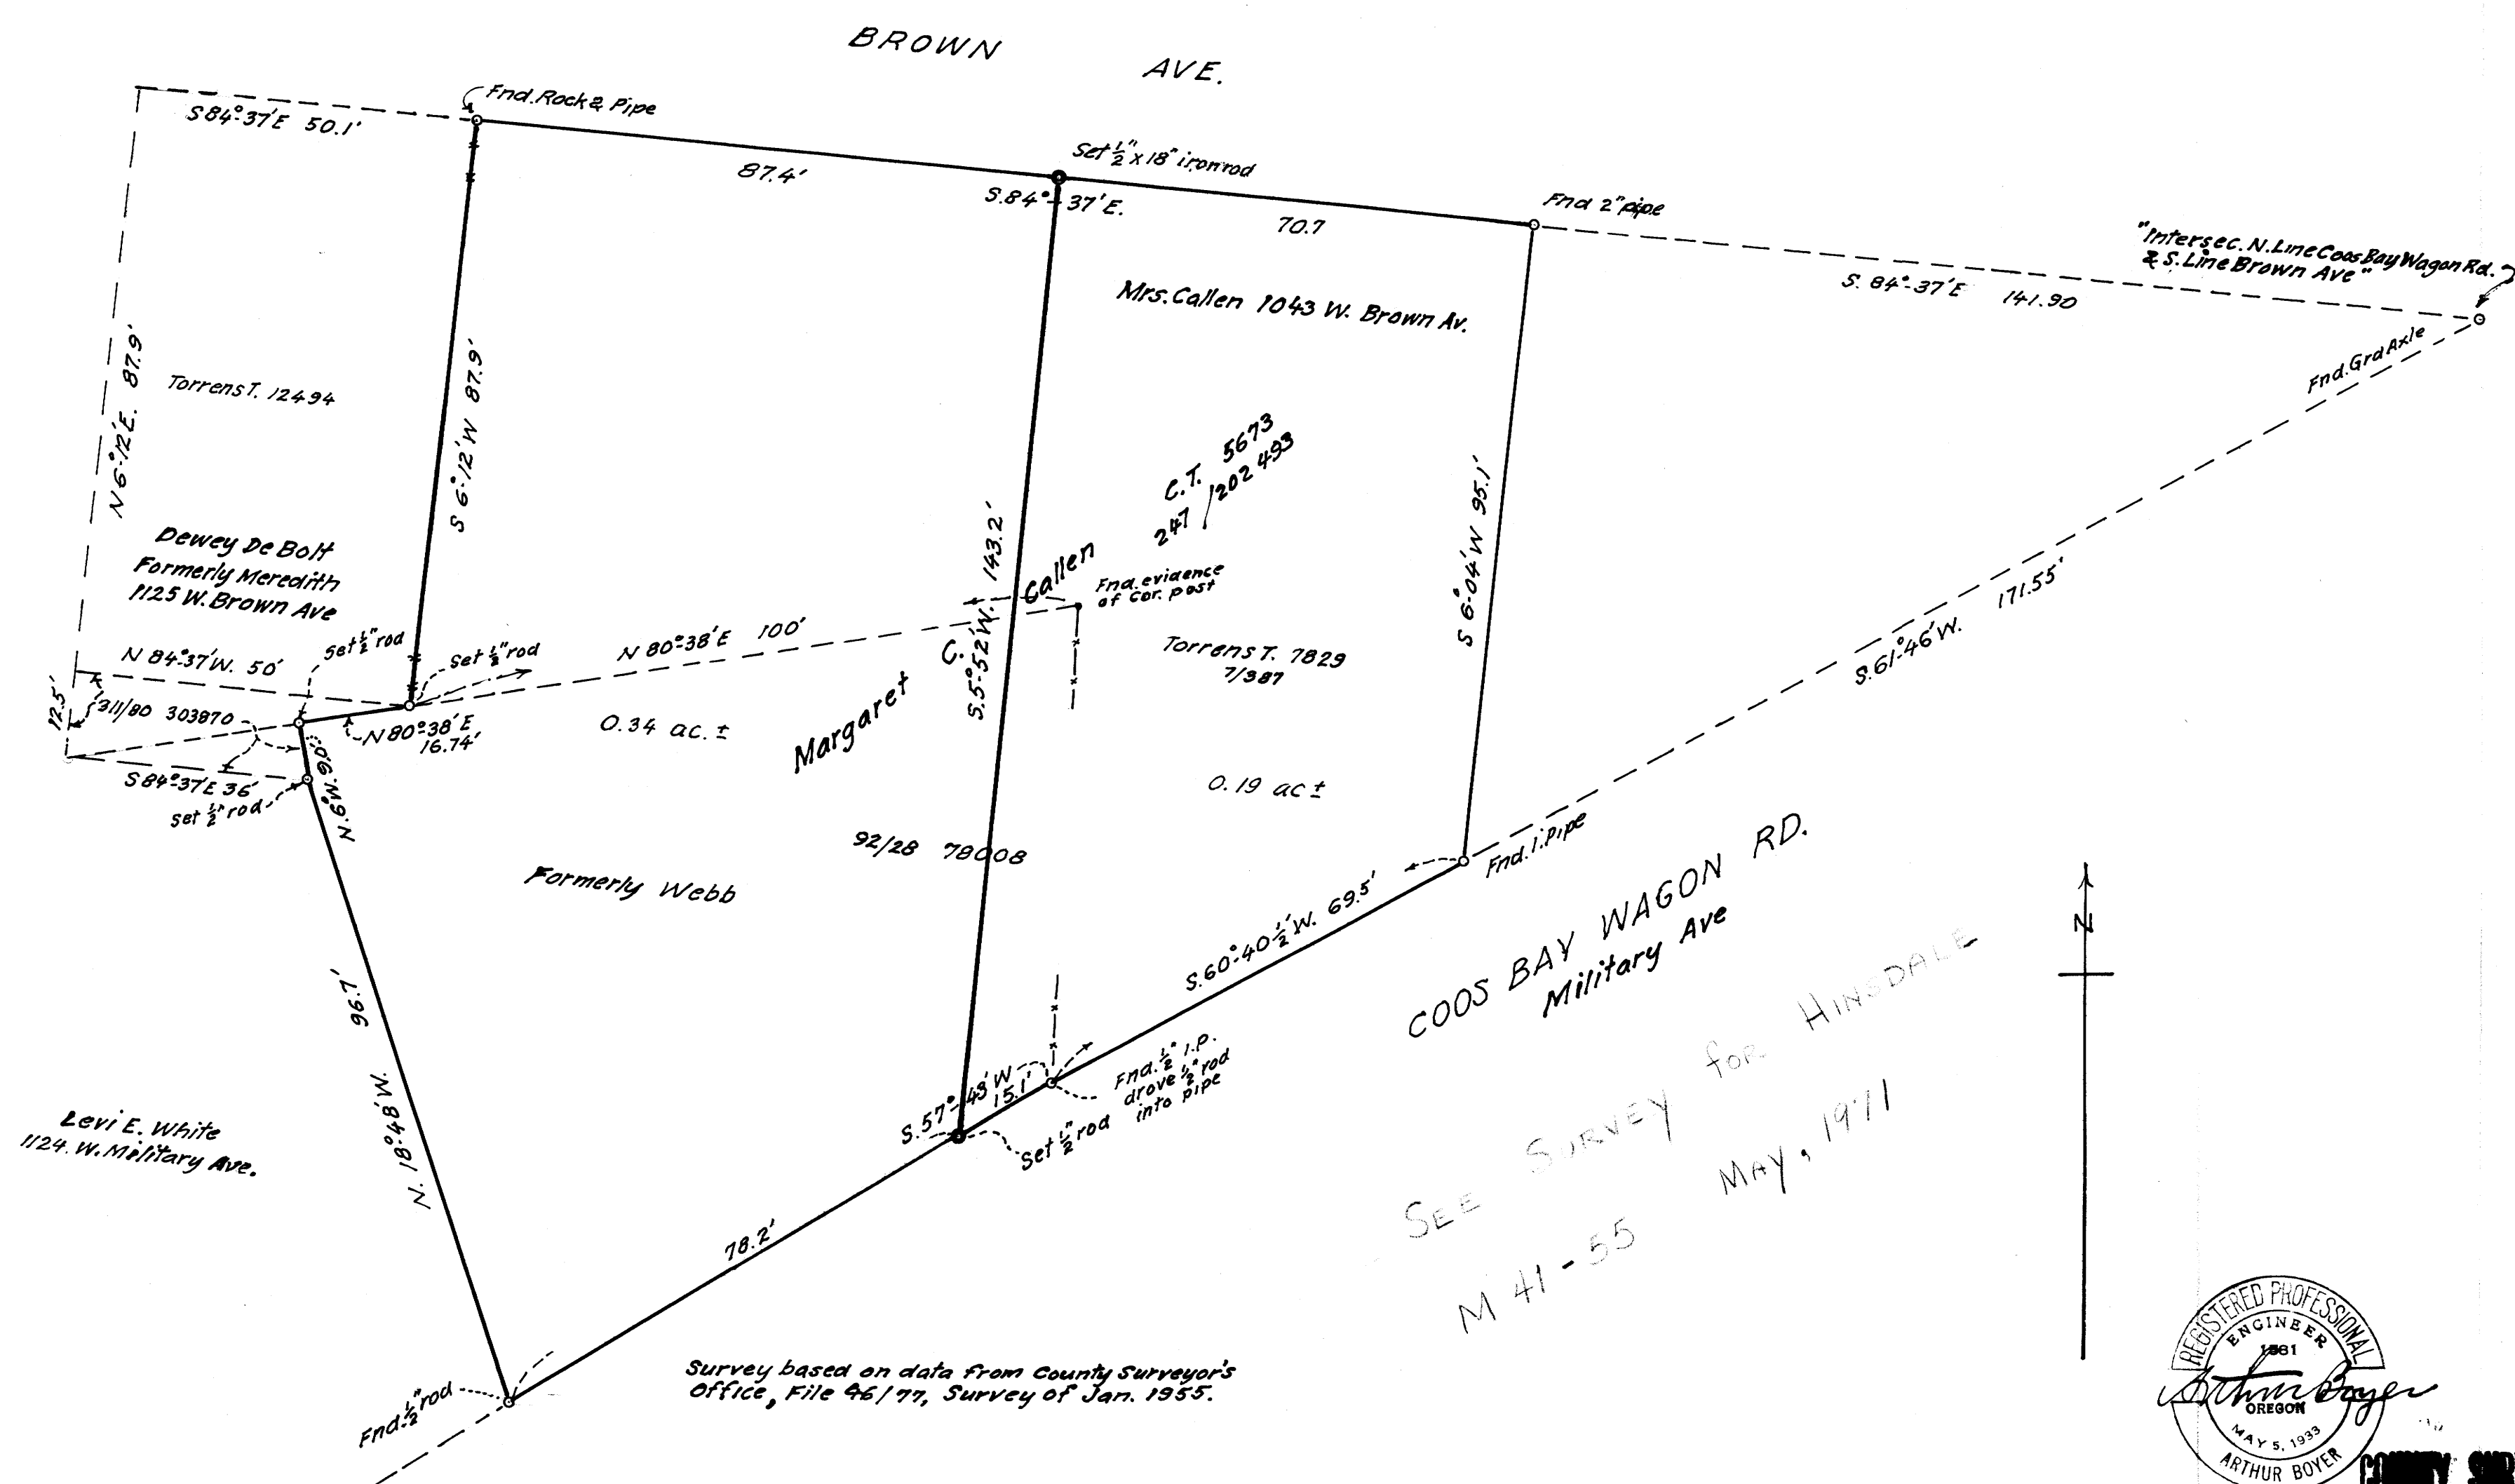 BROWN AVE.
Fnd. Rock & Pipe
S 84°-37'E 50.1'
87.4'
Set ½" x 18" iron rod
S. 84°-37'E.
70.7
Fnd 2" pipe
"Intersec. N. Line Coos Bay Wagon Rd.
& S. Line Brown Ave"
S. 84°-37'E 141.90
Fnd. Grd Axle
Mrs. Callen 1043 W. Brown Av.
N 6°-12'E. 87.9'
Torrens T. 12494
S 6°-12'W 87.9'
C.T. 5673
247/202 493
S 6°-04'W 95.1'
S.5°-52'W. 143.2'
Dewey De Bolt
Formerly Meredith
1125 W. Brown Ave
Margaret C. Callen
Fnd. evidence
of Cor. post
171.55'
S.61°-46'W.
Set ½" rod
Set ½" rod
N 84°-37'W. 50'
N 80°-38'E 100'
Torrens T. 7829
7/387
12.5'
311/80 303870
N 80°-38'E
16.74'
0.34 ac. ±
S 84°-37'E 36'
Set ½" rod
N.6°W. 9.0'
0.19 ac ±
92/28 78008
Formerly Webb
Fnd. i. Pipe
S.60°-40½'W. 69.5'
COOS BAY WAGON RD.
Military Ave
N
96.7'
N. 18°-48'W.
S.57°-43'W
15.1'
Fnd. ½" I.P.
drove ½" rod
into pipe
Set ½" rod
Levi E. White
1124 W. Military Ave.
78.2'
SEE SURVEY for HINSDALE
M 41-55 MAY, 1971
Survey based on data from County Surveyor's
Office, File 46/77, Survey of Jan. 1955.
Fnd ½" rod
REGISTERED PROFESSIONAL
ENGINEER
1581
Arthur Boyer
OREGON
MAY 5, 1933
ARTHUR BOYER
COUNTY